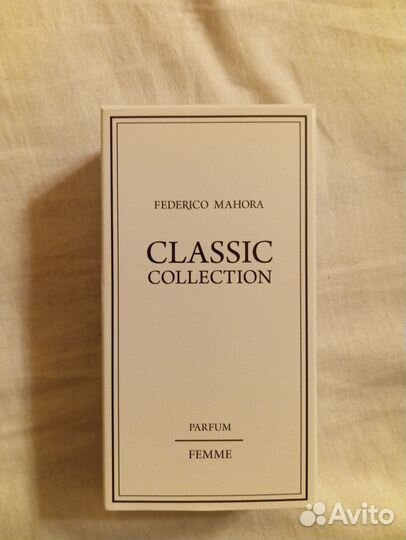 FEDERICO MAHORA
CLASSIC
COLLECTION
PARFUM
FEMME
Avito